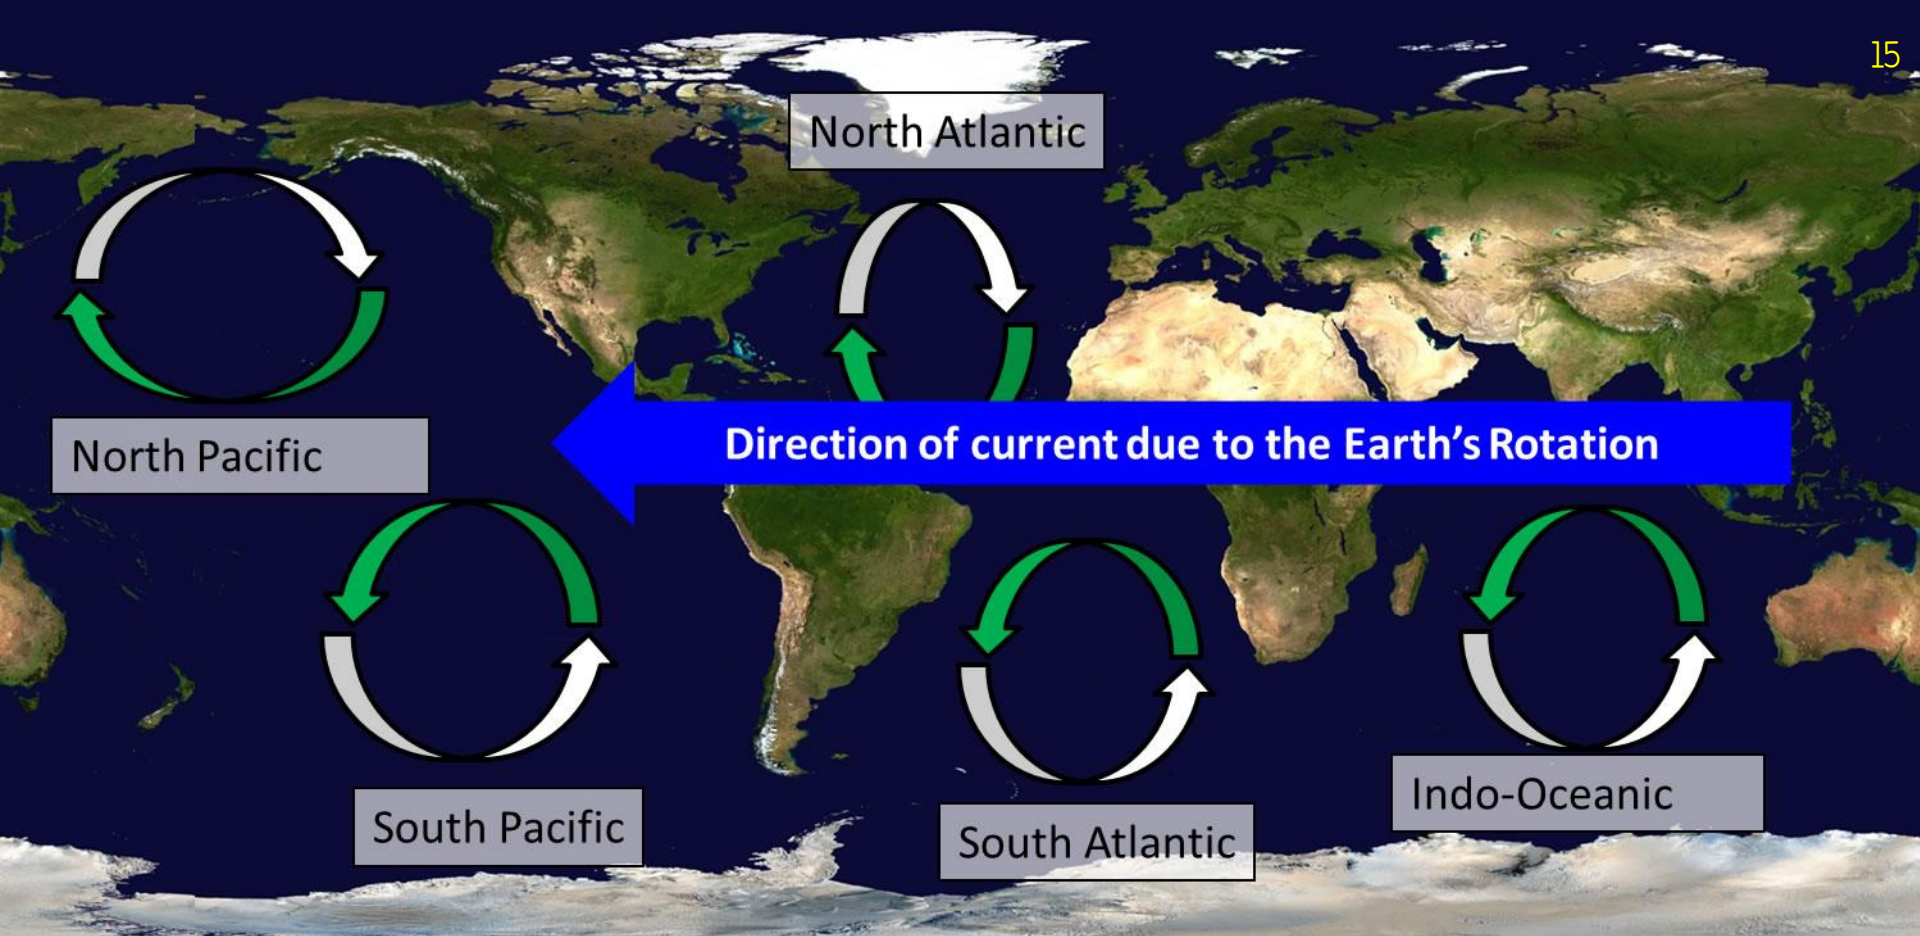 15
North Atlantic
North Pacific
Direction of current due to the Earth's Rotation
South Pacific
South Atlantic
Indo-Oceanic